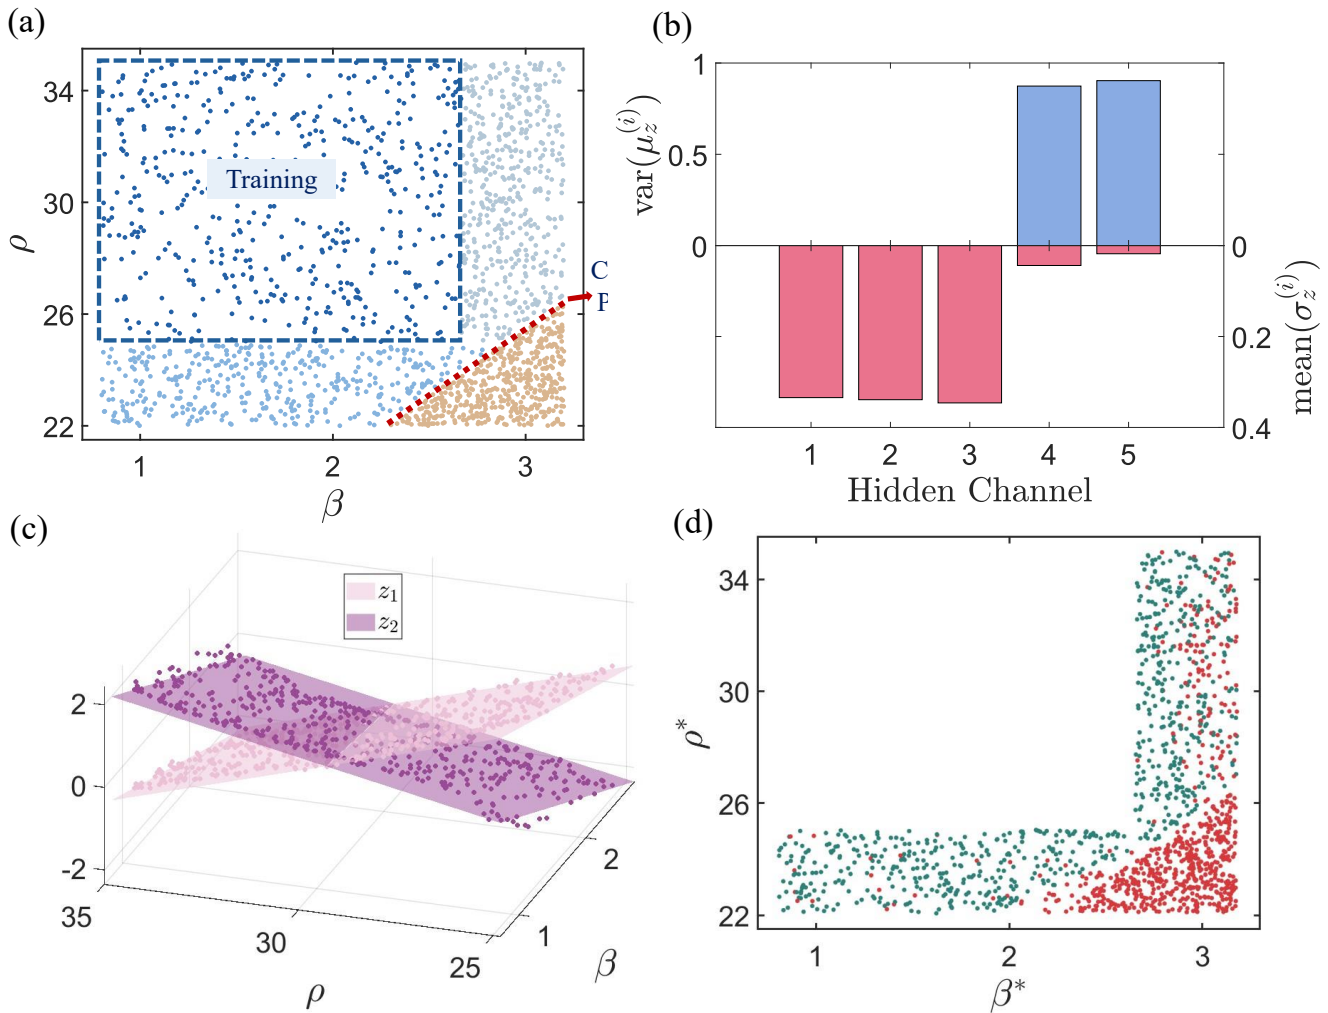 (a)
34
30
26
22
ρ
Training
C
P
1
2
3
β
(b)
1
0.5
0
var(μ_z^{(i)})
0
0.2
0.4
mean(σ_z^{(i)})
1
2
3
4
5
Hidden Channel
(c)
z₁
z₂
2
0
-2
35
30
25
ρ
1
2
β
(d)
34
30
26
22
ρ*
1
2
3
β*